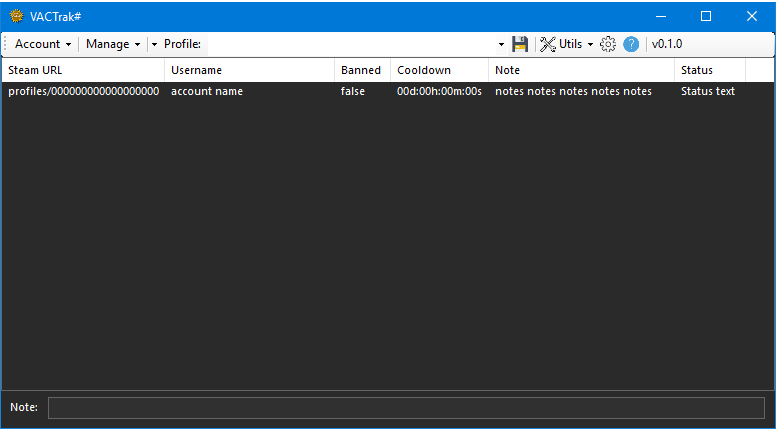 VACTrak#
Account Manage Profile: Utils ? v0.1.0
Steam URL Username Banned Cooldown Note Status
profiles/000000000000000000 account name false 00d:00h:00m:00s notes notes notes notes notes Status text
Note: